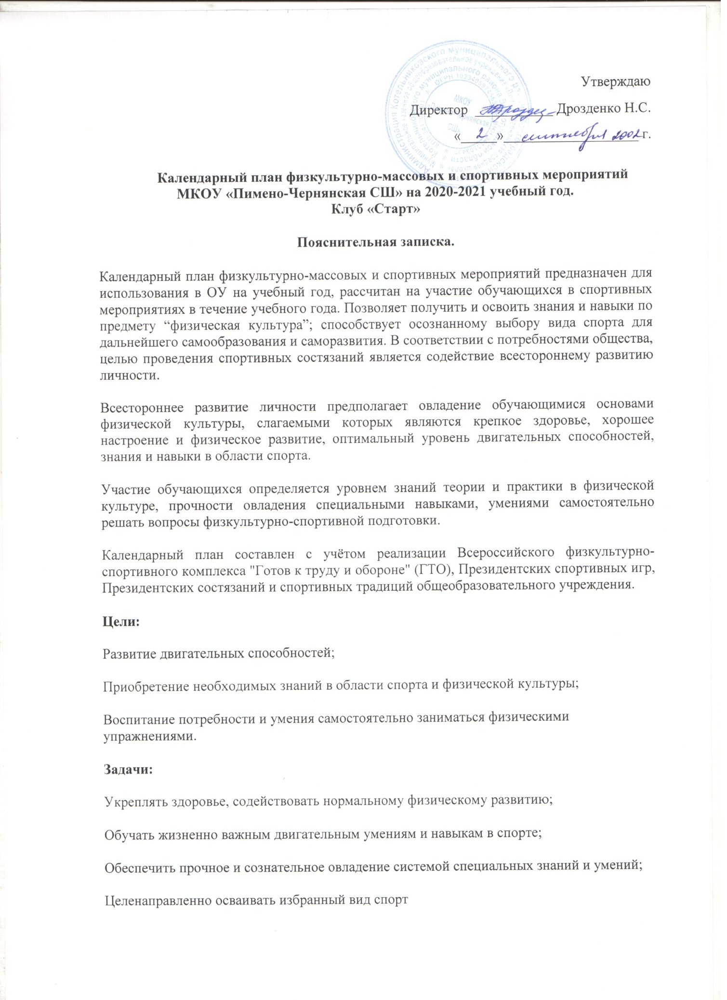 Утверждаю
Директор ___________ Дрозденко Н.С.
«2» сентября 2002 г.
Календарный план физкультурно-массовых и спортивных мероприятий
МКОУ «Пимено-Чернянская СШ» на 2020-2021 учебный год.
Клуб «Старт»
Пояснительная записка.
Календарный план физкультурно-массовых и спортивных мероприятий предназначен для
использования в ОУ на учебный год, рассчитан на участие обучающихся в спортивных
мероприятиях в течение учебного года. Позволяет получить и освоить знания и навыки по
предмету “физическая культура”; способствует осознанному выбору вида спорта для
дальнейшего самообразования и саморазвития. В соответствии с потребностями общества,
целью проведения спортивных состязаний является содействие всестороннему развитию
личности.
Всестороннее развитие личности предполагает овладение обучающимися основами
физической культуры, слагаемыми которых являются крепкое здоровье, хорошее
настроение и физическое развитие, оптимальный уровень двигательных способностей,
знания и навыки в области спорта.
Участие обучающихся определяется уровнем знаний теории и практики в физической
культуре, прочности овладения специальными навыками, умениями самостоятельно
решать вопросы физкультурно-спортивной подготовки.
Календарный план составлен с учётом реализации Всероссийского физкультурно-
спортивного комплекса "Готов к труду и обороне" (ГТО), Президентских спортивных игр,
Президентских состязаний и спортивных традиций общеобразовательного учреждения.
Цели:
Развитие двигательных способностей;
Приобретение необходимых знаний в области спорта и физической культуры;
Воспитание потребности и умения самостоятельно заниматься физическими
упражнениями.
Задачи:
Укреплять здоровье, содействовать нормальному физическому развитию;
Обучать жизненно важным двигательным умениям и навыкам в спорте;
Обеспечить прочное и сознательное овладение системой специальных знаний и умений;
Целенаправленно осваивать избранный вид спорт